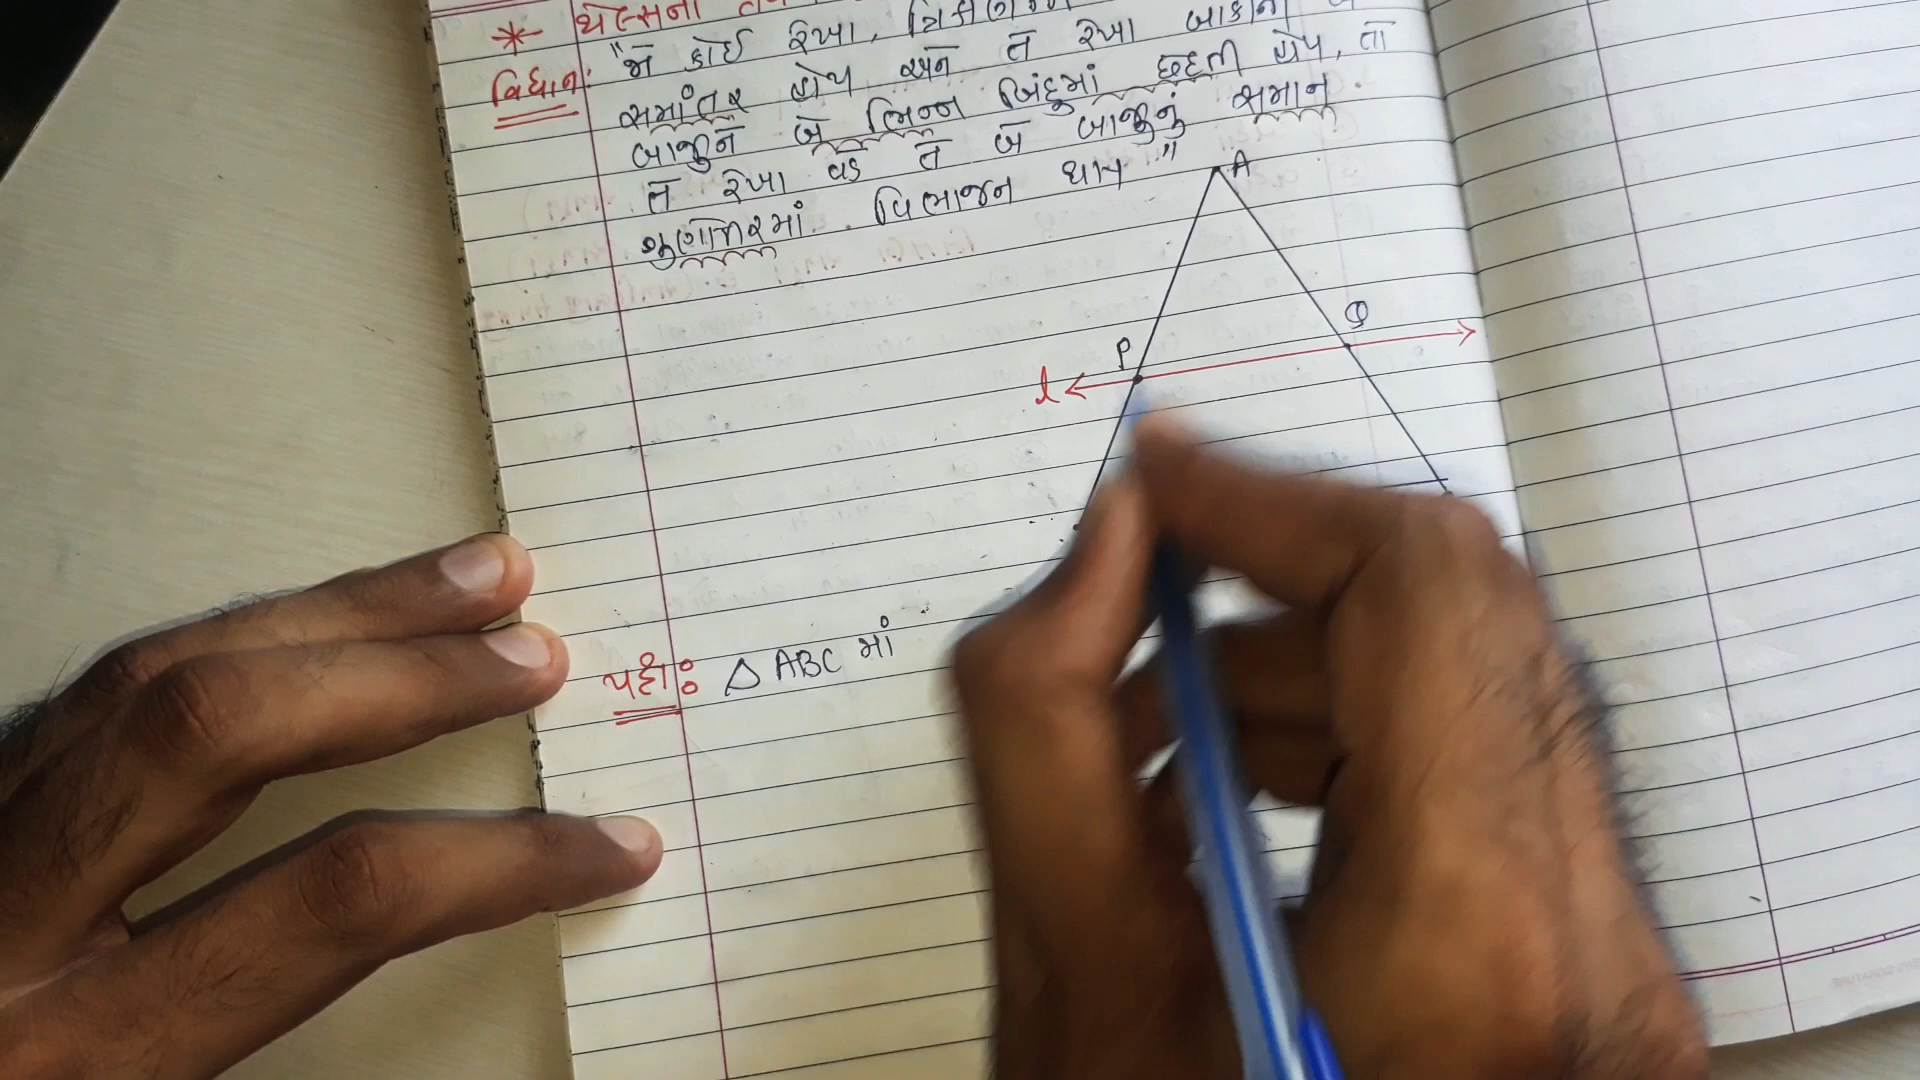 * થેલ્સનો
વિધાન: "જો કોઈ રેખા, ત્રિકોણની બાકીની
સમાંતર હોય અને તે રેખા
બાજુને બે ભિન્ન બિંદુમાં છેદતી હોય, તો
તે રેખા વડે તે બે બાજુનું સમાન
ગુણોત્તરમાં વિભાજન થાય"
A
P
Q
l
પક્ષ: △ ABC માં